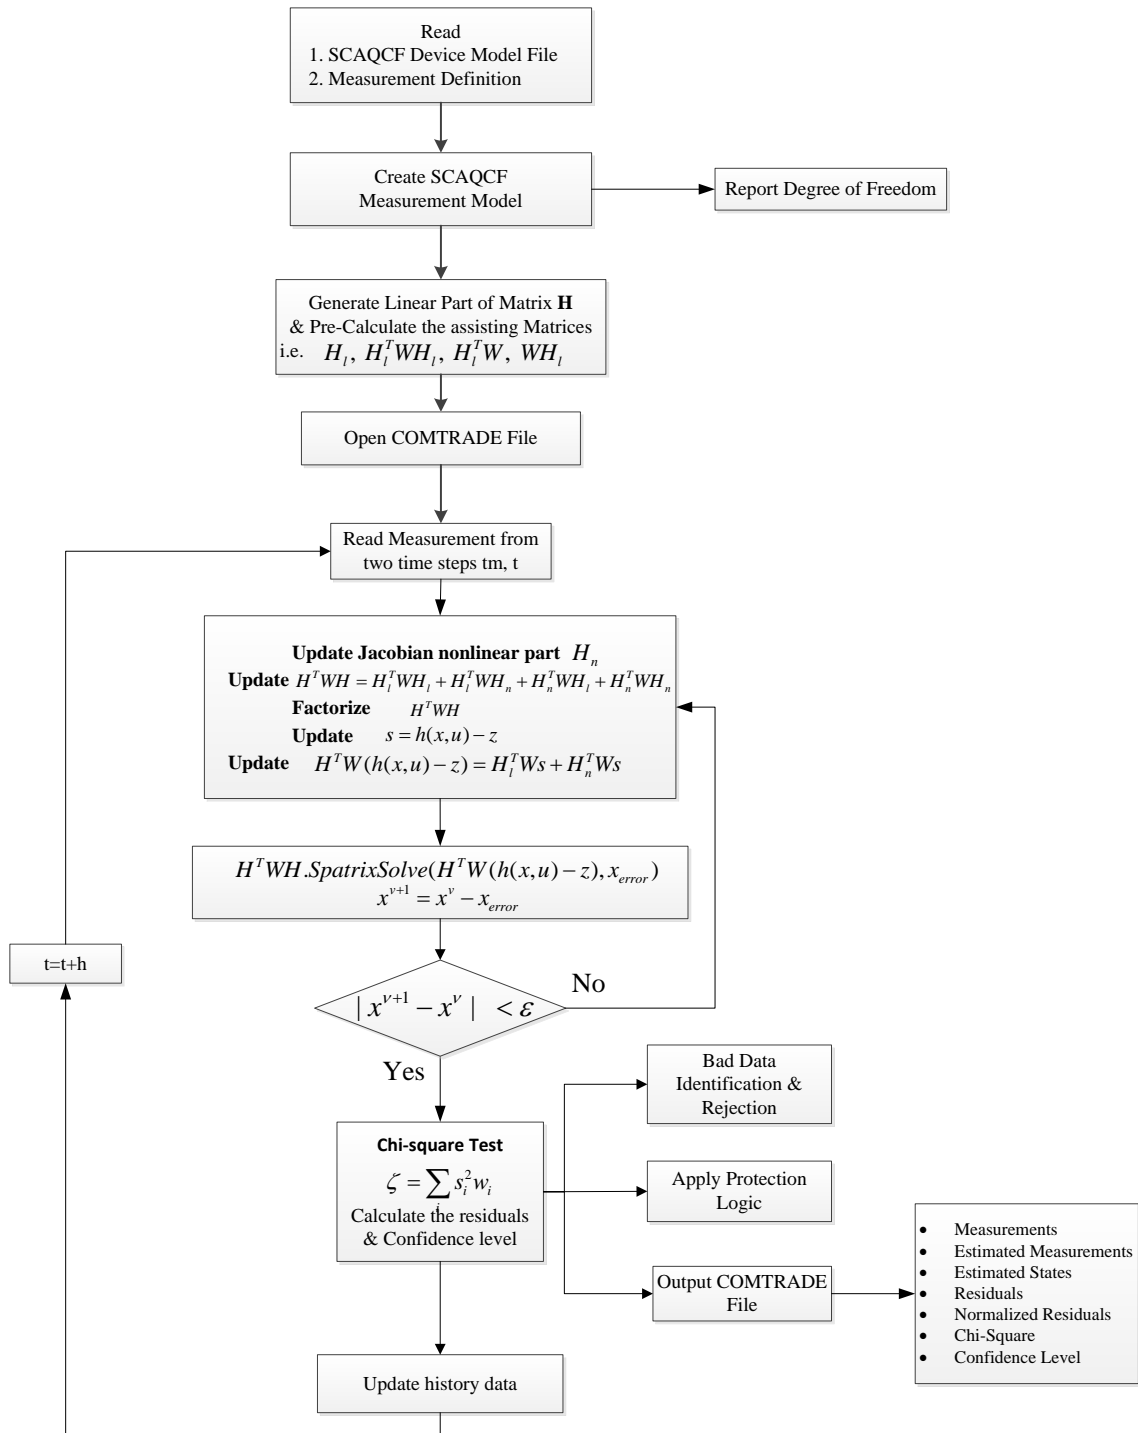 Read
1. SCAQCF Device Model File
2. Measurement Definition
Create SCAQCF
Measurement Model
Report Degree of Freedom
Generate Linear Part of Matrix H
& Pre-Calculate the assisting Matrices
i.e. H_l, H_l^T WH_l, H_l^T W, WH_l
Open COMTRADE File
Read Measurement from
two time steps tm, t
Update Jacobian nonlinear part H_n
Update H^T WH = H_l^T WH_l + H_l^T WH_n + H_n^T WH_l + H_n^T WH_n
Factorize H^T WH
Update s = h(x,u) − z
Update H^T W(h(x,u) − z) = H_l^T Ws + H_n^T Ws
H^T WH.SpatrixSolve(H^T W(h(x,u) − z), x_error)
x^{v+1} = x^v − x_error
t=t+h
| x^{v+1} − x^v | < ε
No
Yes
Bad Data
Identification &
Rejection
Chi-square Test
ζ = ∑_i s_i^2 w_i
Calculate the residuals
& Confidence level
Apply Protection
Logic
Output COMTRADE
File
• Measurements
• Estimated Measurements
• Estimated States
• Residuals
• Normalized Residuals
• Chi-Square
• Confidence Level
Update history data